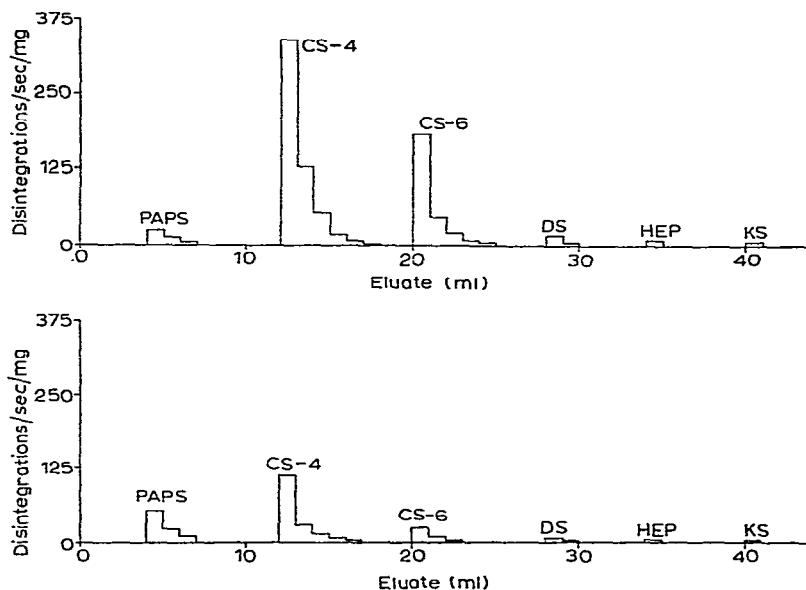 Disintegrations/sec/mg
375
250
125
0
PAPS
CS-4
CS-6
DS
HEP
KS
.0
10
20
30
40
Eluate (ml)
Disintegrations/sec/mg
375
250
125
0
PAPS
CS-4
CS-6
DS
HEP
KS
0
10
20
30
40
Eluate (ml)